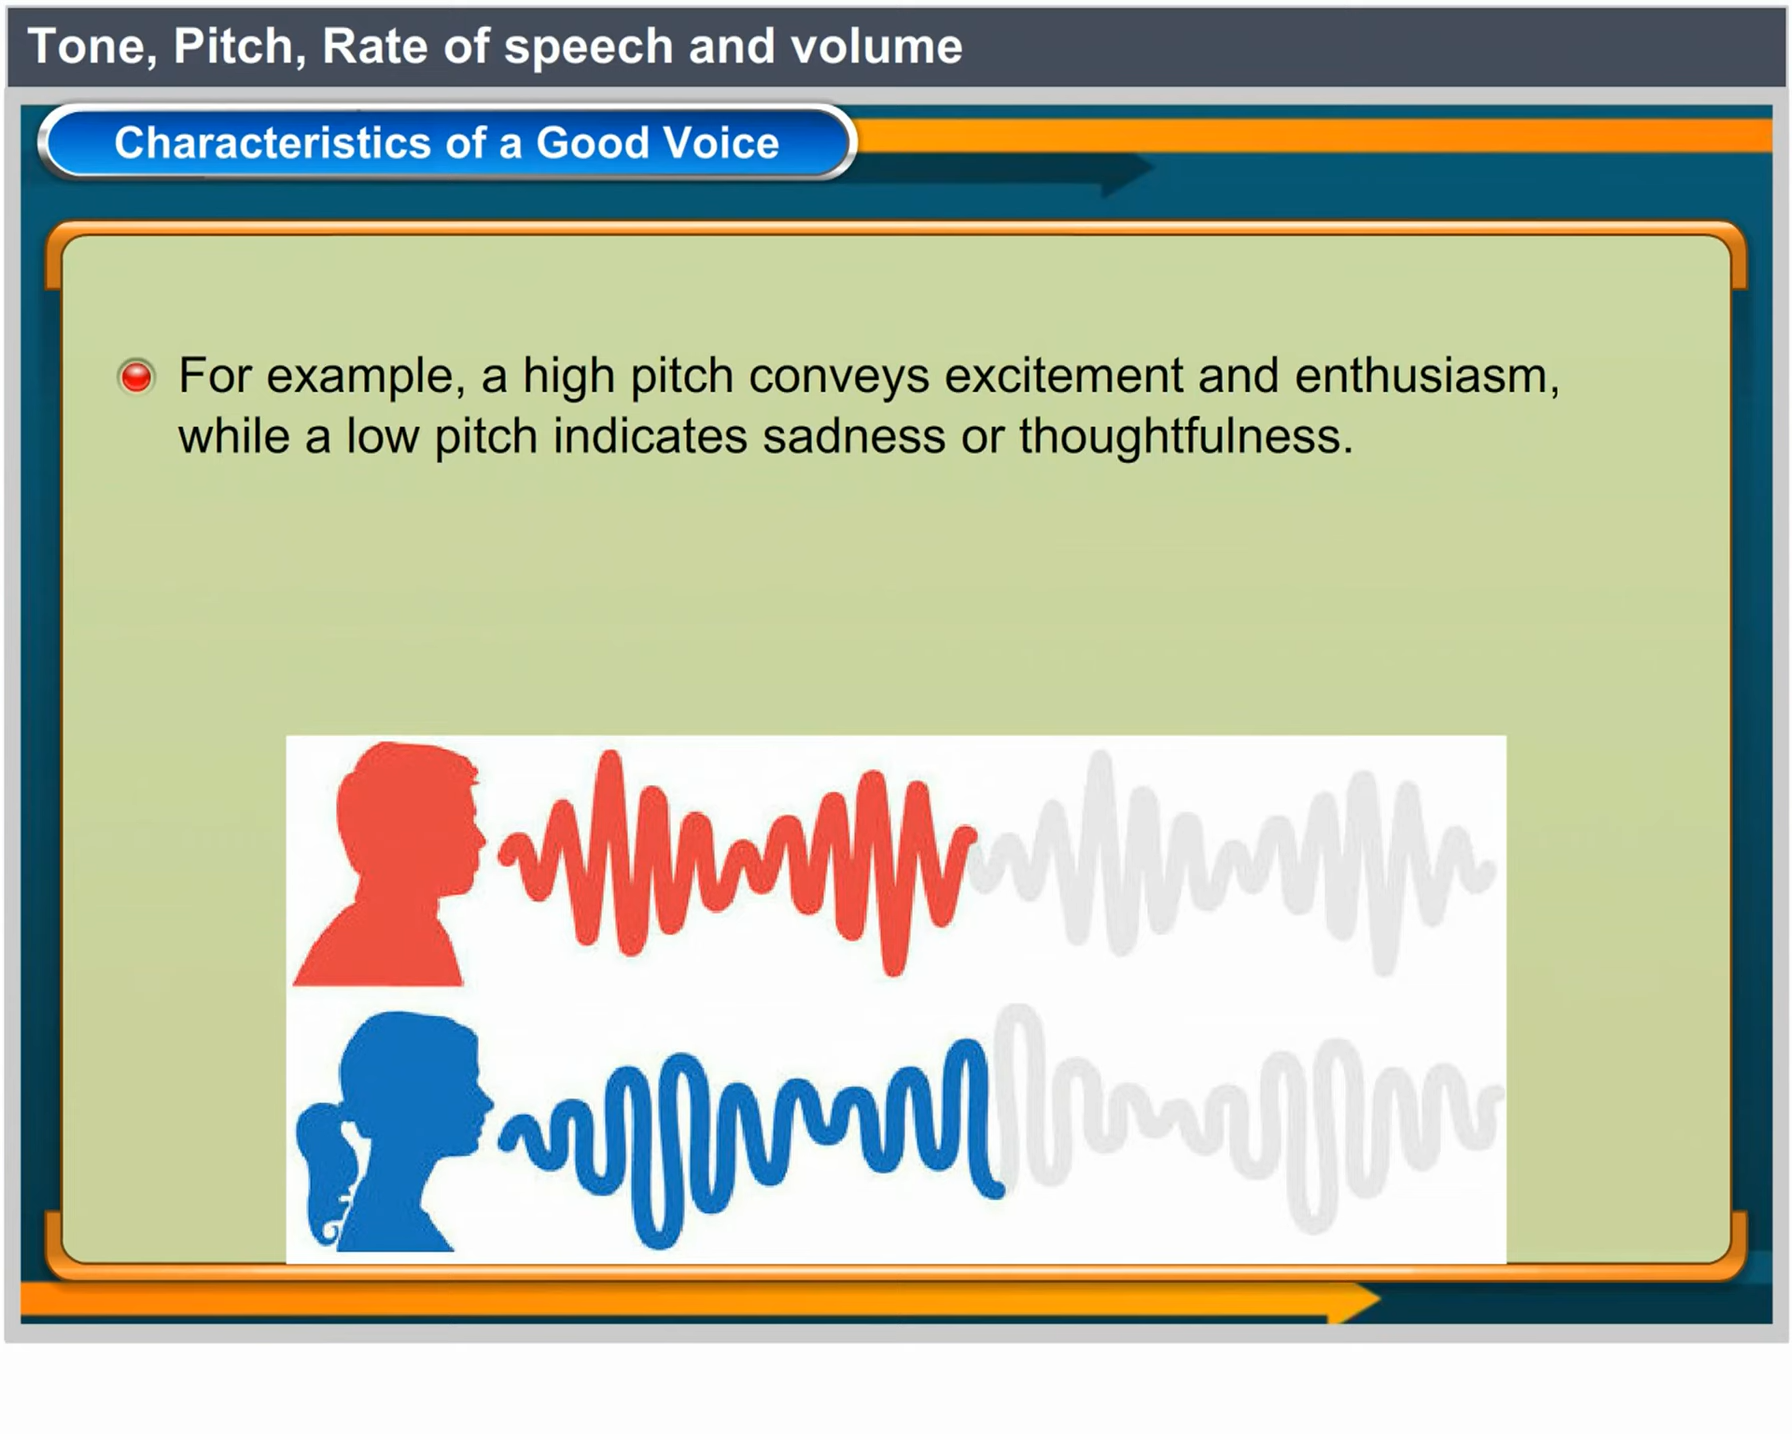 Tone, Pitch, Rate of speech and volume
Characteristics of a Good Voice
For example, a high pitch conveys excitement and enthusiasm,
while a low pitch indicates sadness or thoughtfulness.